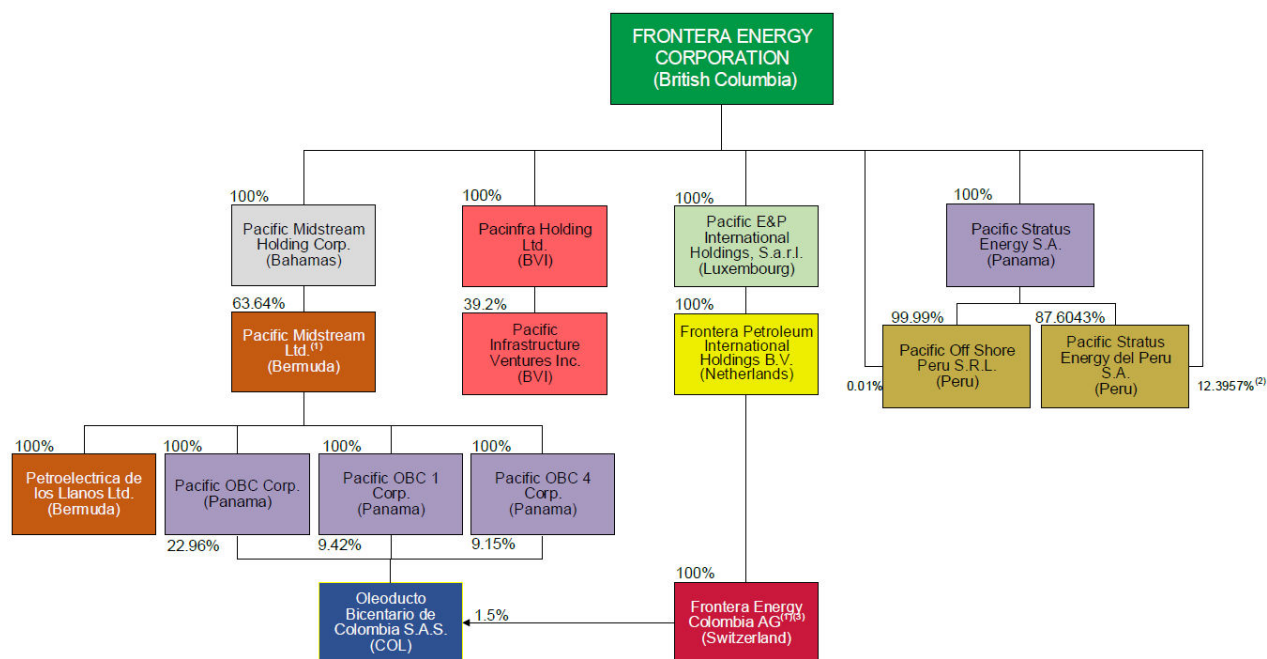 FRONTERA ENERGY
CORPORATION
(British Columbia)
100%
100%
100%
100%
Pacific Midstream
Holding Corp.
(Bahamas)
Pacinfra Holding
Ltd.
(BVI)
Pacific E&P
International
Holdings, S.a.r.l.
(Luxembourg)
Pacific Stratus
Energy S.A.
(Panama)
63.64%
39.2%
100%
99.99%
87.6043%
Pacific Midstream
Ltd.(1)
(Bermuda)
Pacific
Infrastructure
Ventures Inc.
(BVI)
Frontera Petroleum
International
Holdings B.V.
(Netherlands)
0.01%
Pacific Off Shore
Peru S.R.L.
(Peru)
Pacific Stratus
Energy del Peru
S.A.
(Peru)
12.3957%(2)
100%
100%
100%
100%
Petroelectrica de
los Llanos Ltd.
(Bermuda)
Pacific OBC Corp.
(Panama)
Pacific OBC 1
Corp.
(Panama)
Pacific OBC 4
Corp.
(Panama)
22.96%
9.42%
9.15%
100%
Oleoducto
Bicentario de
Colombia S.A.S.
(COL)
1.5%
Frontera Energy
Colombia AG(1)(3)
(Switzerland)